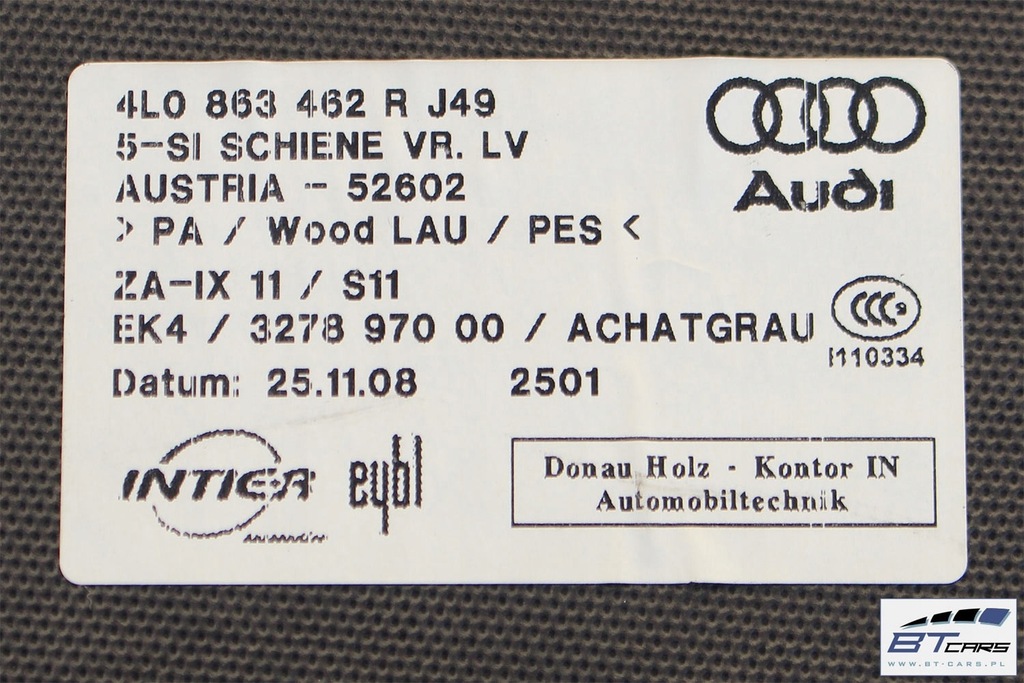 4L0 863 462 R J49
5-SI SCHIENE VR. LV
AUSTRIA - 52602
> PA / Wood LAU / PES <
ZA-IX 11 / S11
EK4 / 3278 970 00 / ACHATGRAU
Datum: 25.11.08 2501
Audi
CCC S
I110334
INTIER
eybl
Donau Holz - Kontor IN
Automobiltechnik
BT CARS
WWW.BT-CARS.PL